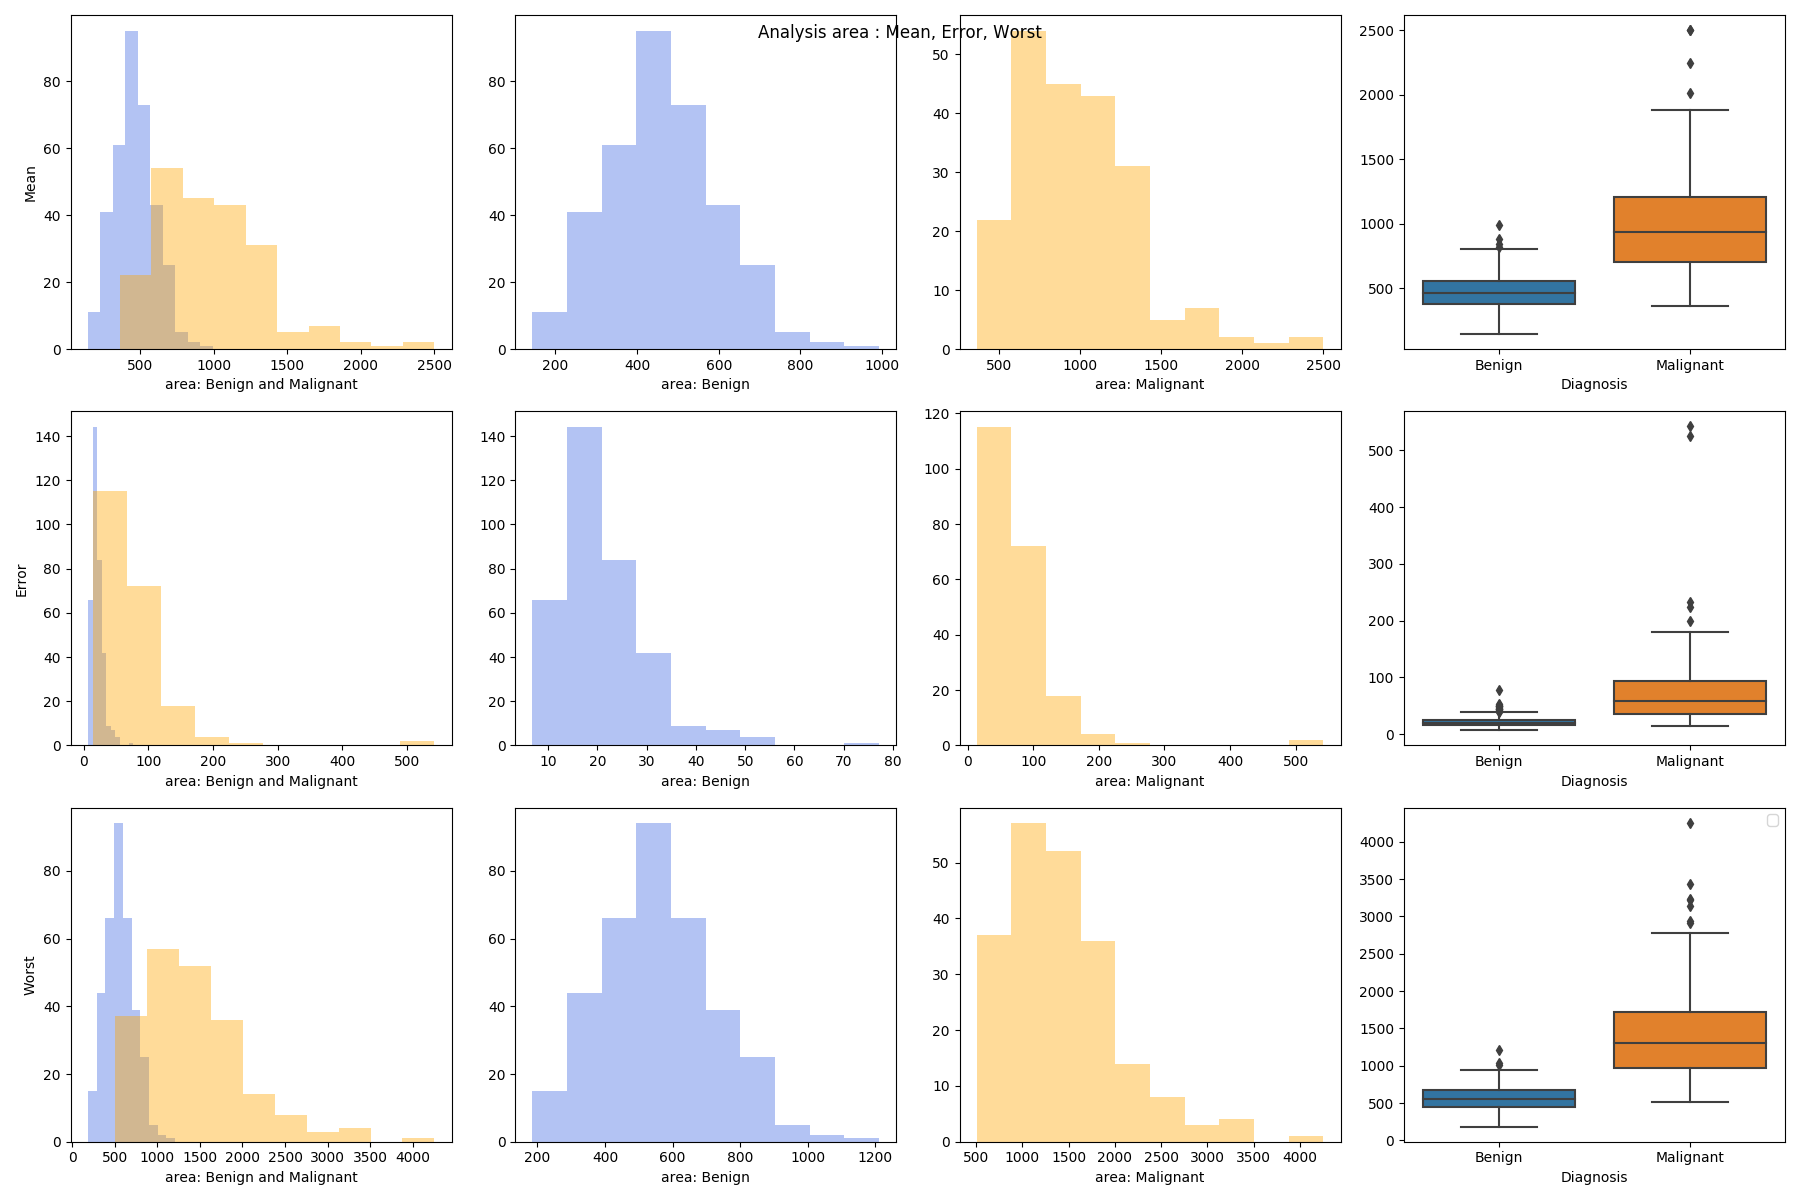 Analysis area : Mean, Error, Worst
Mean
0 20 40 60 80
500 1000 1500 2000 2500
area: Benign and Malignant
0 20 40 60 80
200 400 600 800 1000
area: Benign
0 10 20 30 40 50
500 1000 1500 2000 2500
area: Malignant
500 1000 1500 2000 2500
Benign Malignant
Diagnosis
Error
0 20 40 60 80 100 120 140
0 100 200 300 400 500
area: Benign and Malignant
0 20 40 60 80 100 120 140
10 20 30 40 50 60 70 80
area: Benign
0 20 40 60 80 100 120
0 100 200 300 400 500
area: Malignant
0 100 200 300 400 500
Benign Malignant
Diagnosis
Worst
0 20 40 60 80
0 500 1000 1500 2000 2500 3000 3500 4000
area: Benign and Malignant
0 20 40 60 80
200 400 600 800 1000 1200
area: Benign
0 10 20 30 40 50
500 1000 1500 2000 2500 3000 3500 4000
area: Malignant
0 500 1000 1500 2000 2500 3000 3500 4000
Benign Malignant
Diagnosis